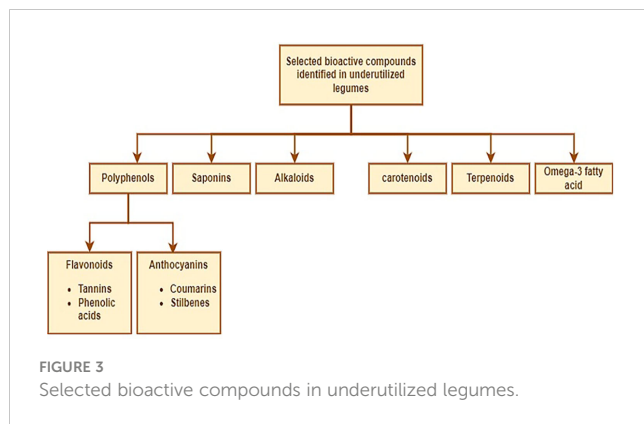 Selected bioactive compounds
identified in underutilized
legumes
Polyphenols
Saponins
Alkaloids
carotenoids
Terpenoids
Omega-3 fatty
acid
Flavonoids
• Tannins
• Phenolic
acids
Anthocyanins
• Coumarins
• Stilbenes
FIGURE 3
Selected bioactive compounds in underutilized legumes.